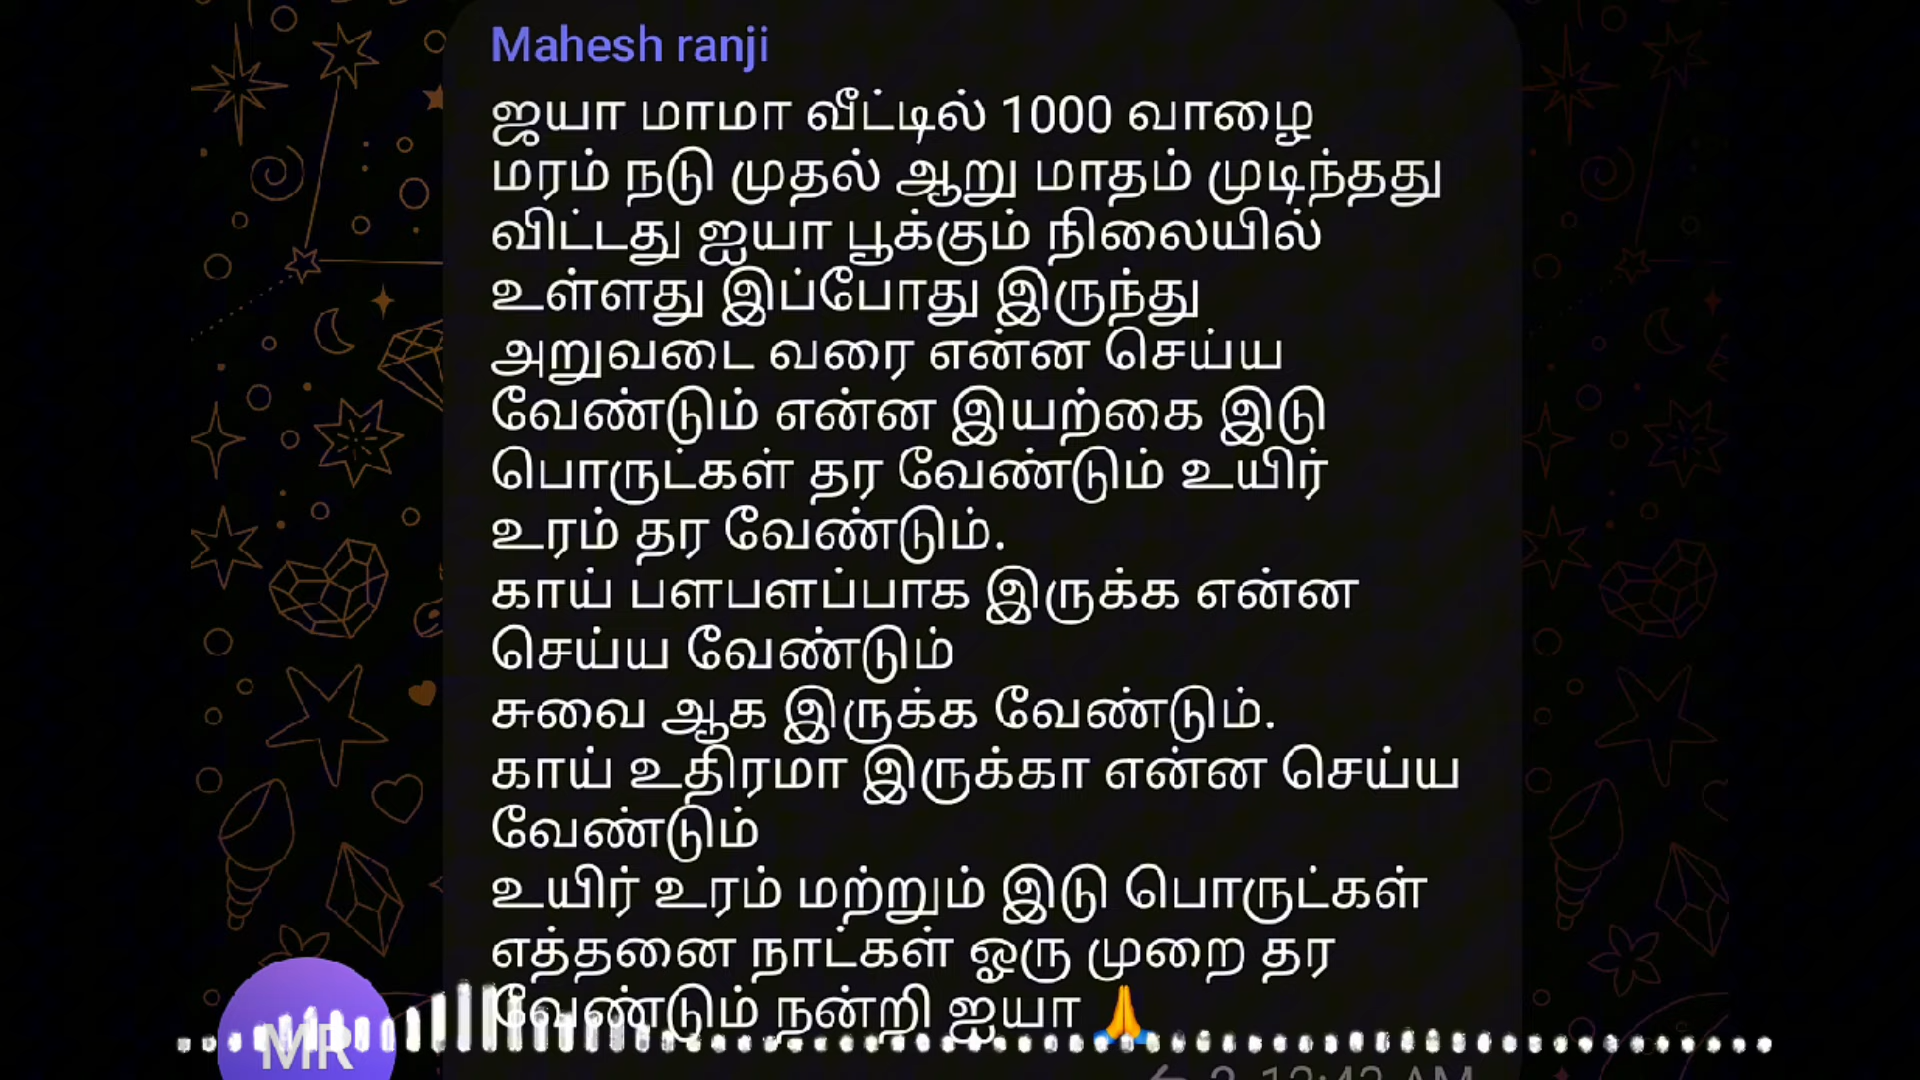 Mahesh ranji
ஐயா மாமா வீட்டில் 1000 வாழை
மரம் நடு முதல் ஆறு மாதம் முடிந்தது
விட்டது ஐயா பூக்கும் நிலையில்
உள்ளது இப்போது இருந்து
அறுவடை வரை என்ன செய்ய
வேண்டும் என்ன இயற்கை இடு
பொருட்கள் தர வேண்டும் உயிர்
உரம் தர வேண்டும்.
காய் பளபளப்பாக இருக்க என்ன
செய்ய வேண்டும்
சுவை ஆக இருக்க வேண்டும்.
காய் உதிரமா இருக்கா என்ன செய்ய
வேண்டும்
உயிர் உரம் மற்றும் இடு பொருட்கள்
எத்தனை நாட்கள் ஓரு முறை தர
வேண்டும் நன்றி ஐயா 🙏
MR